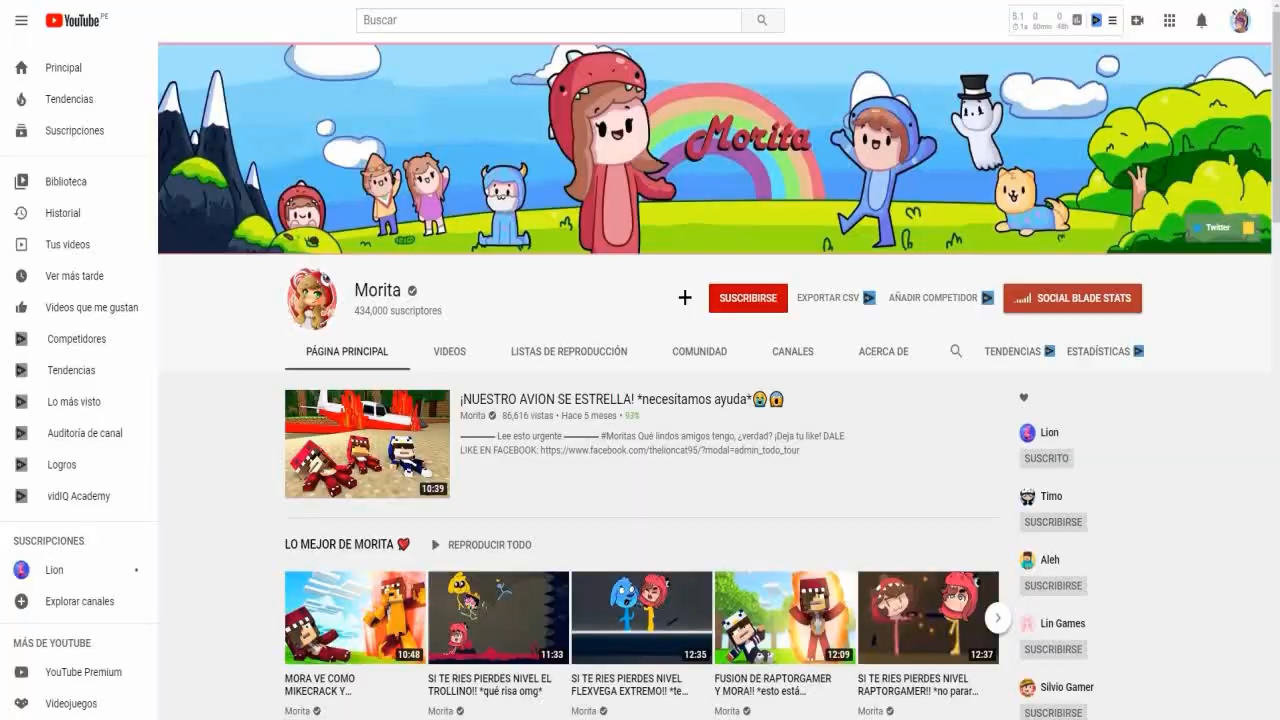 YouTube PE
Buscar
5.1 0 0
1s 60min 48h
Principal
Tendencias
Suscripciones
Biblioteca
Historial
Tus videos
Ver más tarde
Videos que me gustan
Competidores
Tendencias
Lo más visto
Auditoría de canal
Logros
vidIQ Academy
SUSCRIPCIONES
Lion
Explorar canales
MÁS DE YOUTUBE
YouTube Premium
Videojuegos
Morita
Twitter
Morita
434,000 suscriptores
SUSCRIBIRSE
EXPORTAR CSV
AÑADIR COMPETIDOR
SOCIAL BLADE STATS
PÁGINA PRINCIPAL
VIDEOS
LISTAS DE REPRODUCCIÓN
COMUNIDAD
CANALES
ACERCA DE
TENDENCIAS
ESTADÍSTICAS
10:39
¡NUESTRO AVION SE ESTRELLA! *necesitamos ayuda*😭😱
Morita 86,616 vistas • Hace 5 meses • 93%
———— Lee esto urgente ———— #Moritas Qué lindos amigos tengo, ¿verdad? ¡Deja tu like! DALE
LIKE EN FACEBOOK: https://www.facebook.com/thelioncat95/?modal=admin_todo_tour
LO MEJOR DE MORITA ❤
REPRODUCIR TODO
10:48
MORA VE COMO
MIKECRACK Y...
Morita
11:33
SI TE RIES PIERDES NIVEL EL
TROLLINO!! *qué risa omg*
Morita
12:35
SI TE RIES PIERDES NIVEL
FLEXVEGA EXTREMO!! *te...
Morita
12:09
FUSION DE RAPTORGAMER
Y MORA!! *esto está...
Morita
12:37
SI TE RIES PIERDES NIVEL
RAPTORGAMER!! *no parar...
Morita
♥
Lion
SUSCRITO
Timo
SUSCRIBIRSE
Aleh
SUSCRIBIRSE
Lin Games
SUSCRIBIRSE
Silvio Gamer
SUSCRIBIRSE